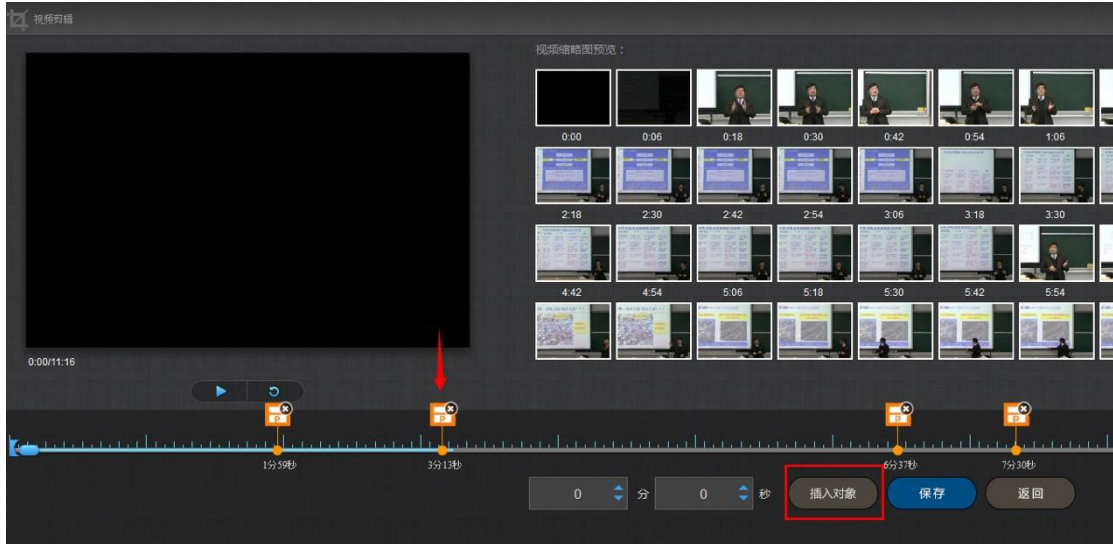 视频剪辑
视频缩略图预览：
0:00 0:06 0:18 0:30 0:42 0:54 1:06
2:18 2:30 2:42 2:54 3:06 3:18 3:30
4:42 4:54 5:06 5:18 5:30 5:42 5:54
0:00/11:16
P P P P
1分59秒 3分13秒 6分37秒 7分30秒
0 分 0 秒 插入对象 保存 返回